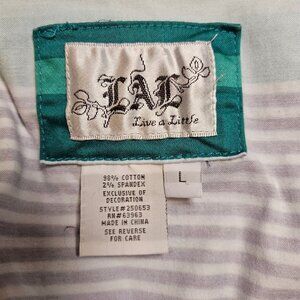 LAL
Live a Little
98% COTTON
2% SPANDEX
EXCLUSIVE OF
DECORATION
STYLE#250653
RN#63963
MADE IN CHINA
SEE REVERSE
FOR CARE
L